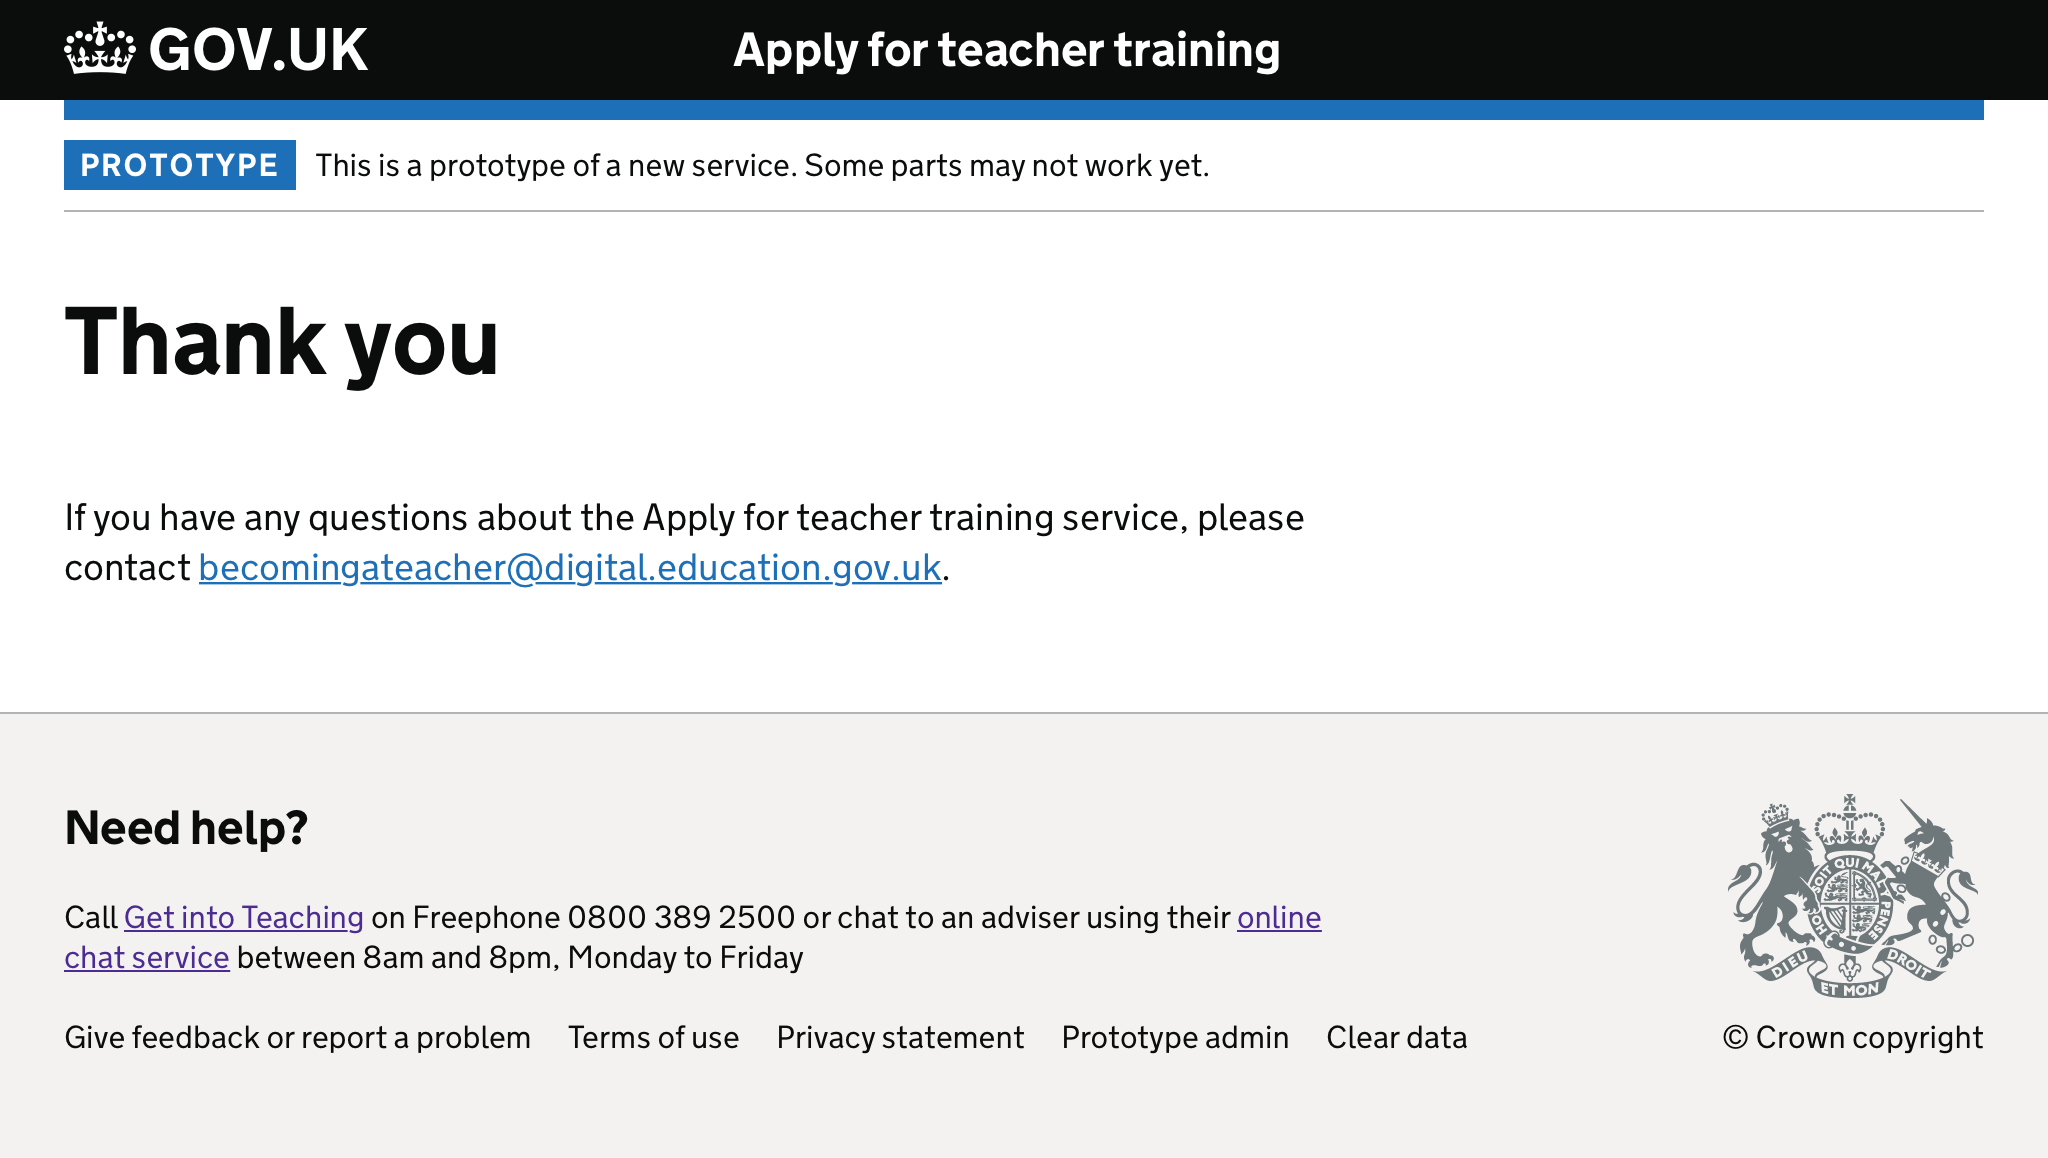 GOV.UK
Apply for teacher training
PROTOTYPE This is a prototype of a new service. Some parts may not work yet.
Thank you
If you have any questions about the Apply for teacher training service, please
contact becomingateacher@digital.education.gov.uk.
Need help?
Call Get into Teaching on Freephone 0800 389 2500 or chat to an adviser using their online
chat service between 8am and 8pm, Monday to Friday
HONI SOIT QUI MAL Y PENSE
DIEU ET MON DROIT
Give feedback or report a problem Terms of use Privacy statement Prototype admin Clear data © Crown copyright